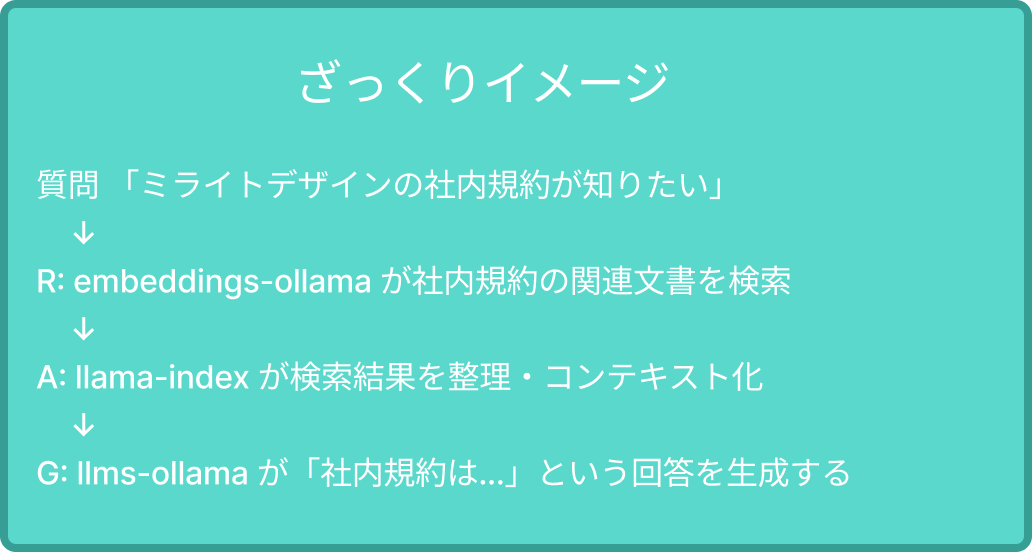 ざっくりイメージ
質問 「ミライトデザインの社内規約が知りたい」
↓
R: embeddings-ollama が社内規約の関連文書を検索
↓
A: llama-index が検索結果を整理・コンテキスト化
↓
G: llms-ollama が「社内規約は...」という回答を生成する